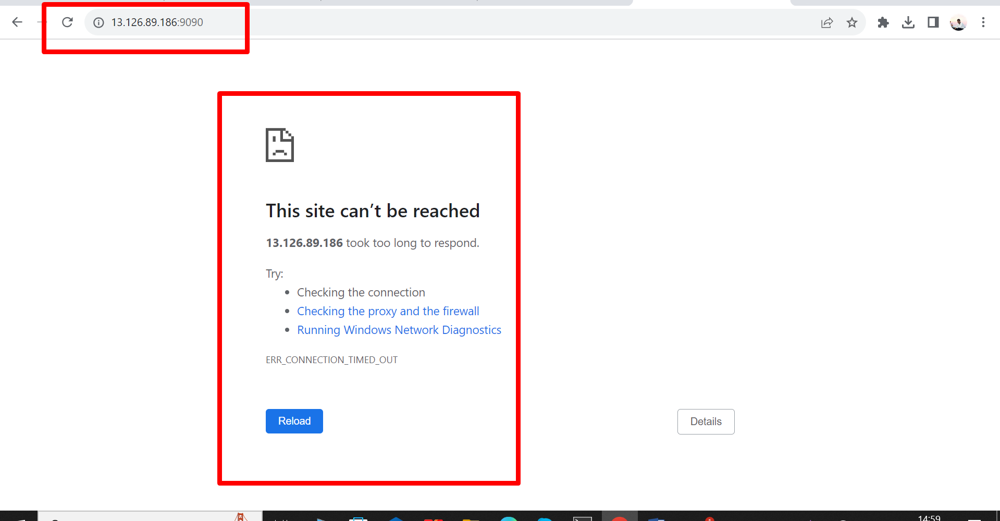 13.126.89.186:9090
This site can’t be reached
13.126.89.186 took too long to respond.
Try:
Checking the connection
Checking the proxy and the firewall
Running Windows Network Diagnostics
ERR_CONNECTION_TIMED_OUT
Reload
Details
14:59